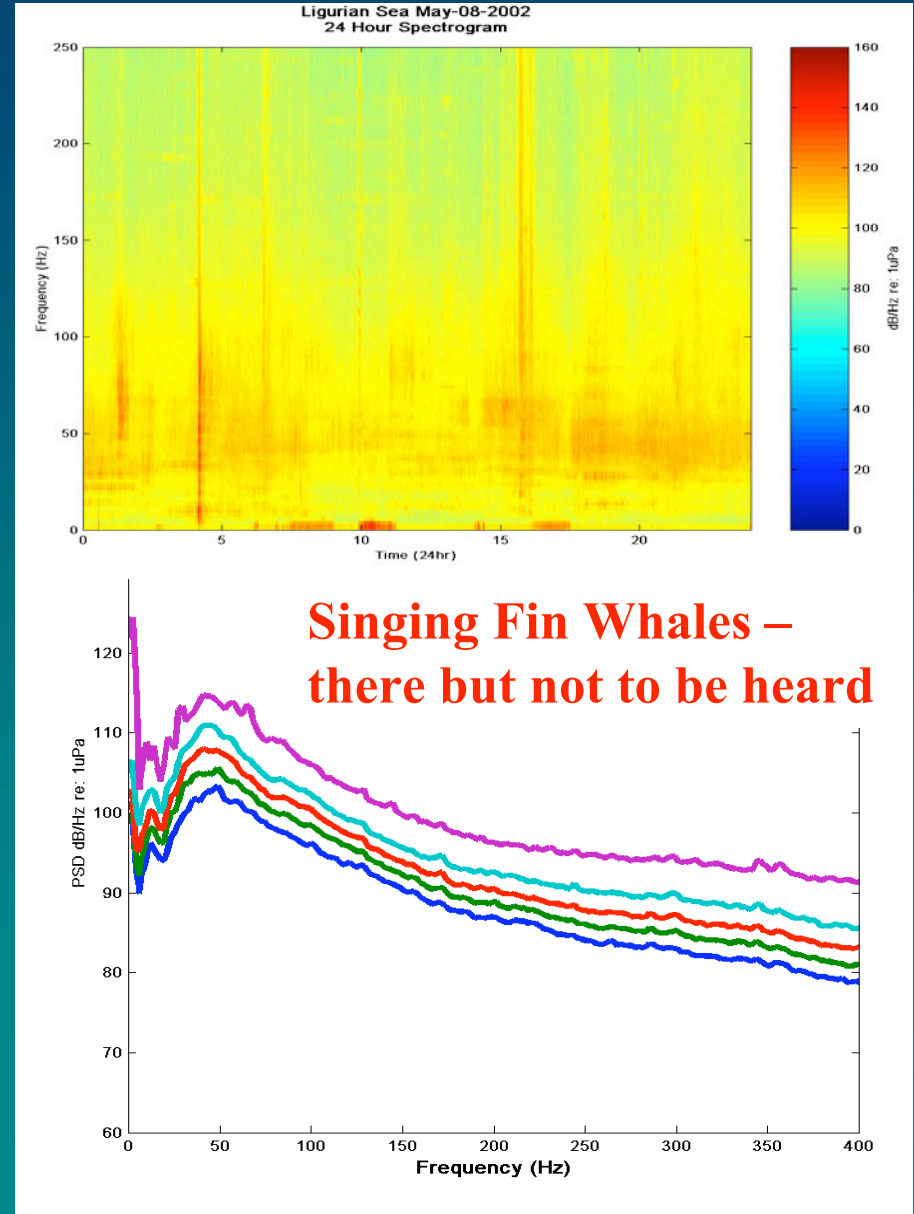 Ligurian Sea May-08-2002
24 Hour Spectrogram
250
200
150
100
50
0
Frequency (Hz)
0 5 10 15 20
Time (24hr)
160
140
120
100
80
60
40
20
0
dB/Hz re: 1uPa
Singing Fin Whales –
there but not to be heard
120
110
100
90
80
70
60
PSD dB/Hz re: 1uPa
0 50 100 150 200 250 300 350 400
Frequency (Hz)